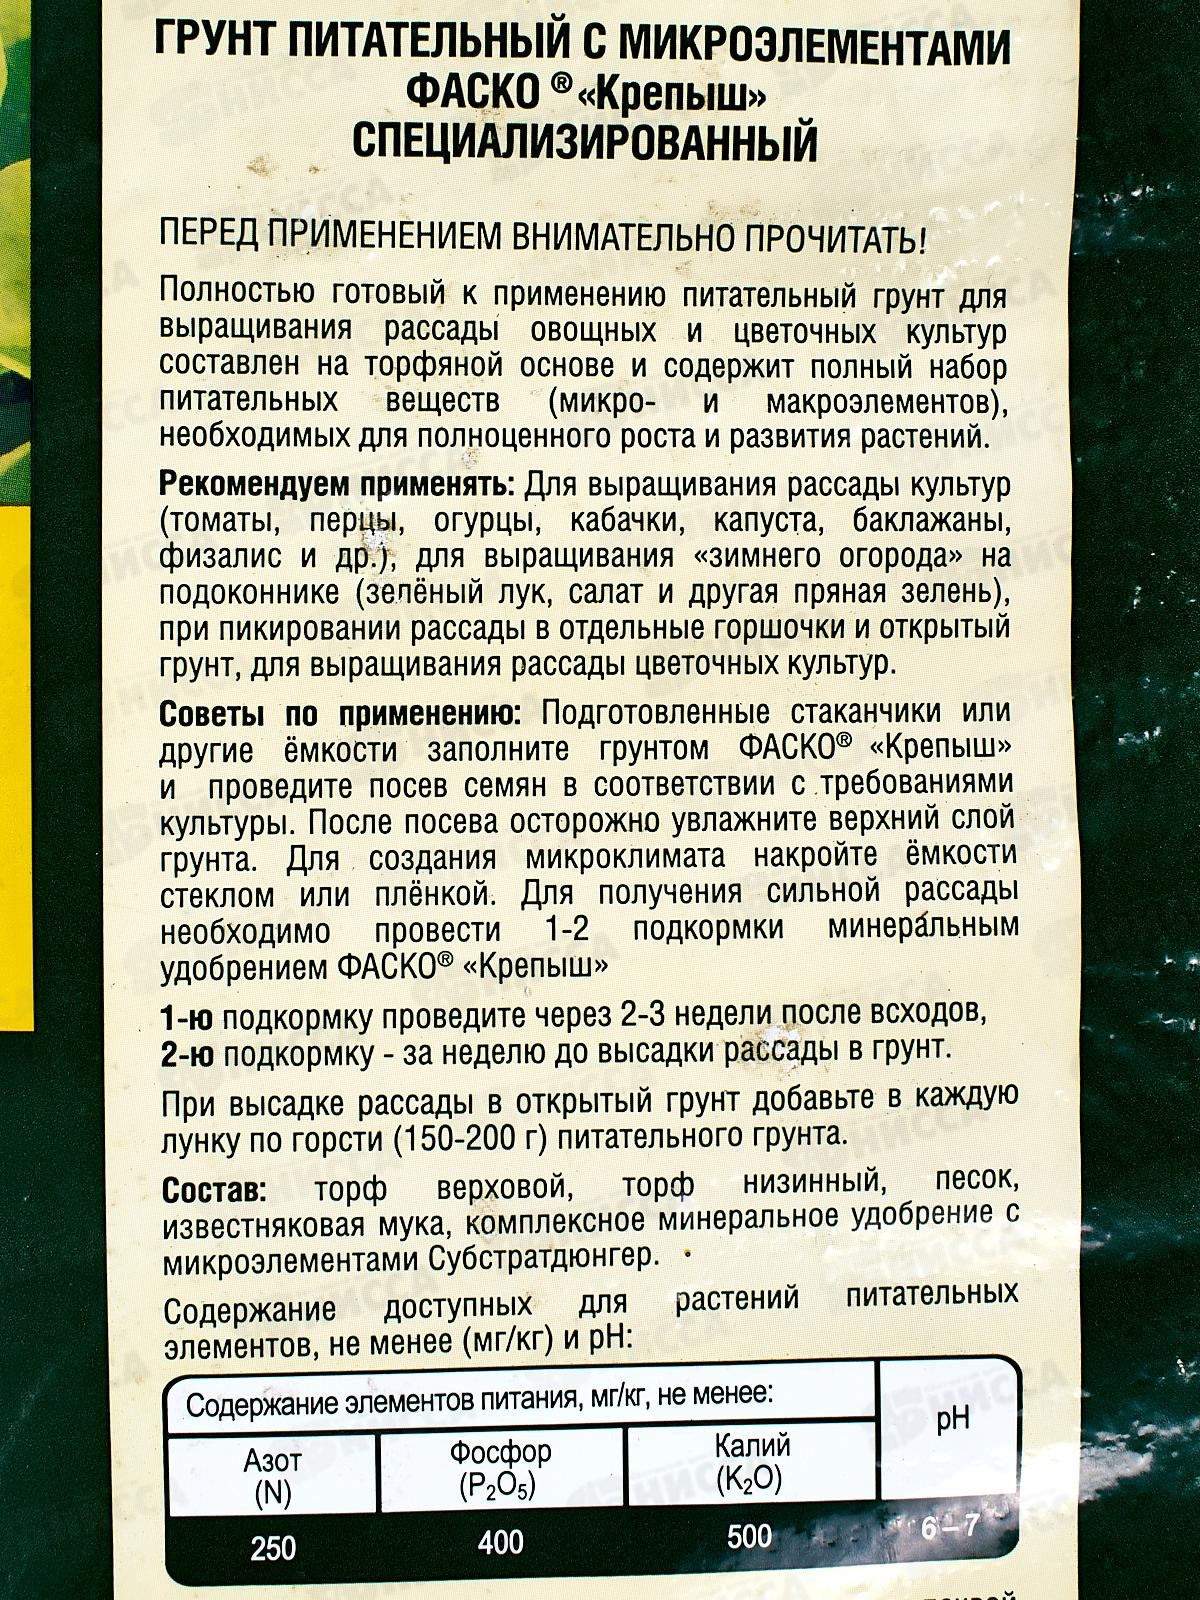 ГРУНТ ПИТАТЕЛЬНЫЙ С МИКРОЭЛЕМЕНТАМИ
ФАСКО ® «Крепыш»
СПЕЦИАЛИЗИРОВАННЫЙ
ПЕРЕД ПРИМЕНЕНИЕМ ВНИМАТЕЛЬНО ПРОЧИТАТЬ!
Полностью готовый к применению питательный грунт для
выращивания рассады овощных и цветочных культур
составлен на торфяной основе и содержит полный набор
питательных веществ (микро- и макроэлементов),
необходимых для полноценного роста и развития растений.
Рекомендуем применять: Для выращивания рассады культур
(томаты, перцы, огурцы, кабачки, капуста, баклажаны,
физалис и др.), для выращивания «зимнего огорода» на
подоконнике (зелёный лук, салат и другая пряная зелень),
при пикировании рассады в отдельные горшочки и открытый
грунт, для выращивания рассады цветочных культур.
Советы по применению: Подготовленные стаканчики или
другие ёмкости заполните грунтом ФАСКО® «Крепыш»
и проведите посев семян в соответствии с требованиями
культуры. После посева осторожно увлажните верхний слой
грунта. Для создания микроклимата накройте ёмкости
стеклом или плёнкой. Для получения сильной рассады
необходимо провести 1-2 подкормки минеральным
удобрением ФАСКО® «Крепыш»
1-ю подкормку проведите через 2-3 недели после всходов,
2-ю подкормку - за неделю до высадки рассады в грунт.
При высадке рассады в открытый грунт добавьте в каждую
лунку по горсти (150-200 г) питательного грунта.
Состав: торф верховой, торф низинный, песок,
известняковая мука, комплексное минеральное удобрение с
микроэлементами Субстратдюнгер.
Содержание доступных для растений питательных
элементов, не менее (мг/кг) и pH:
Содержание элементов питания, мг/кг, не менее:
pH
Азот
(N)
Фосфор
(P₂O₅)
Калий
(K₂O)
250
400
500
6–7